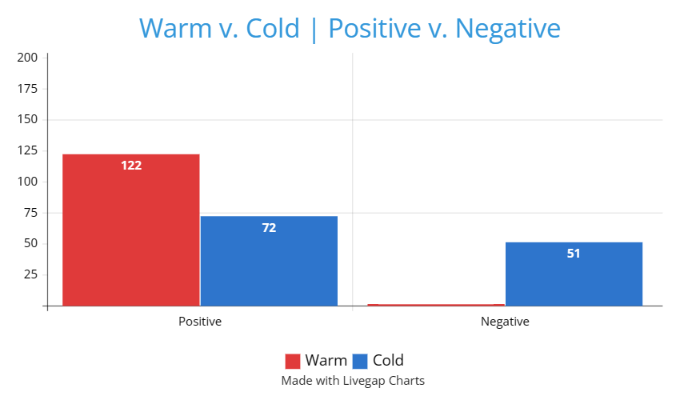 Warm v. Cold | Positive v. Negative
200
175
150
125
100
75
50
25
122
72
51
Positive
Negative
Warm Cold
Made with Livegap Charts